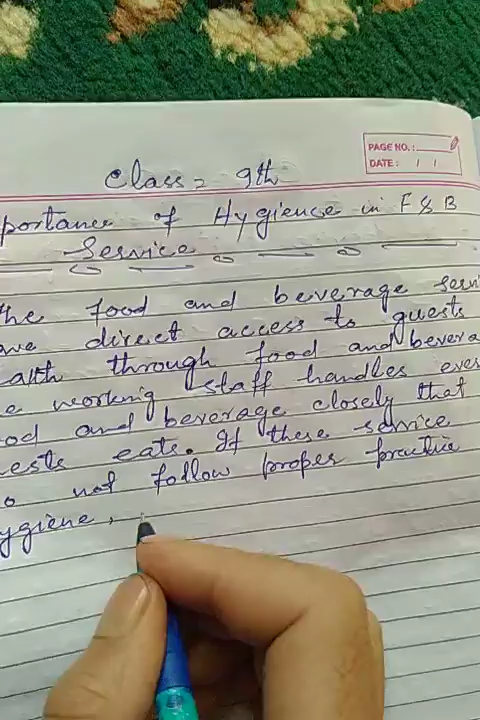 PAGE NO.:
DATE: / /
Class = 9th
portance of Hygience in F & B
Service
he food and beverage servi
ve direct access to guests
alth through food and bevera
e working staff handles ever
od and beverage closely that
ests eats. If these service
o not follow proper practice
ygiene,